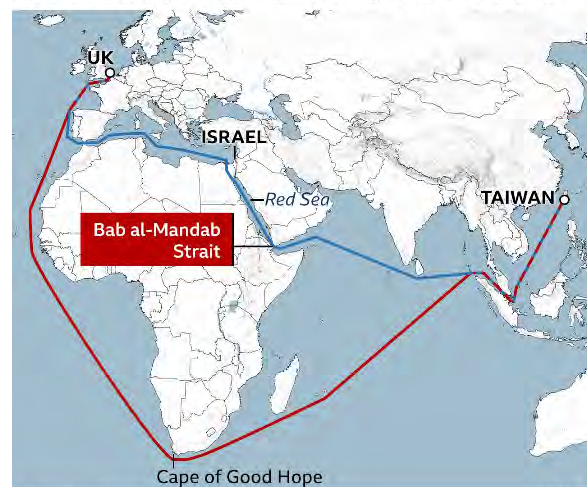 UK
ISRAEL
Red Sea
TAIWAN
Bab al-Mandab
Strait
Cape of Good Hope